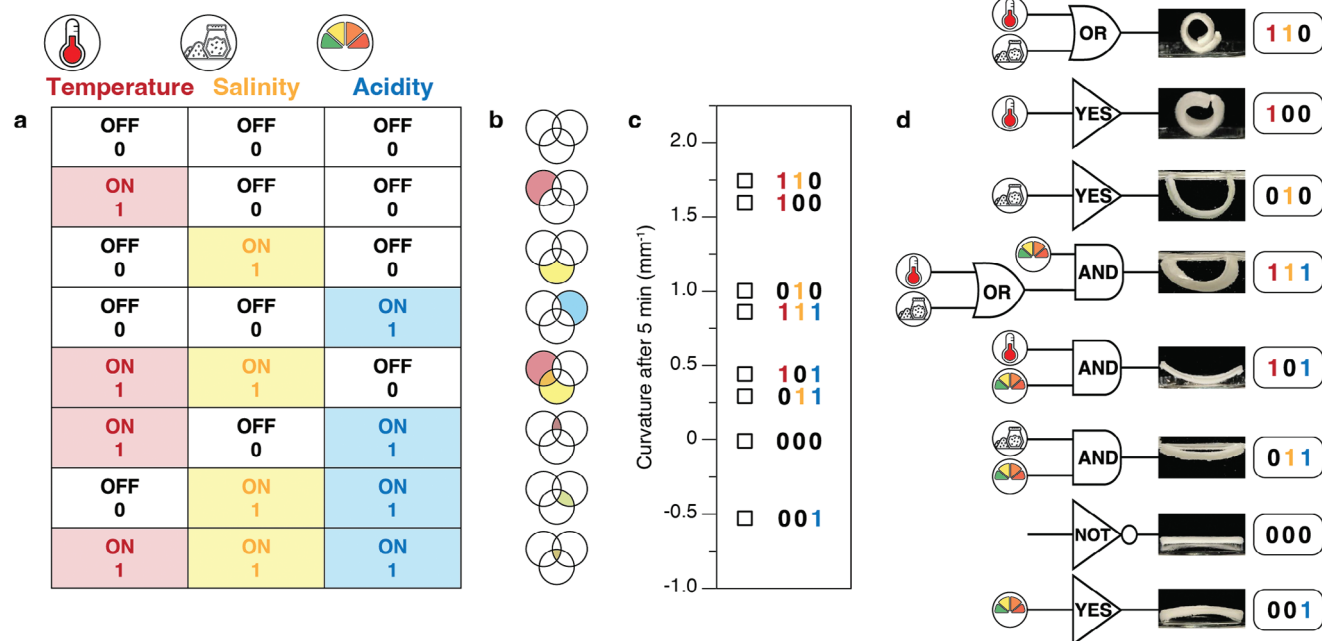 Temperature Salinity Acidity
a
OFF OFF OFF
0 0 0
ON OFF OFF
1 0 0
OFF ON OFF
0 1 0
OFF OFF ON
0 0 1
ON ON OFF
1 1 0
ON OFF ON
1 0 1
OFF ON ON
0 1 1
ON ON ON
1 1 1
b
c
Curvature after 5 min (mm⁻¹)
2.0
1.5
1.0
0.5
0
-0.5
-1.0
110
100
010
111
101
011
000
001
d
OR 110
YES 100
YES 010
OR AND 111
AND 101
AND 011
NOT 000
YES 001